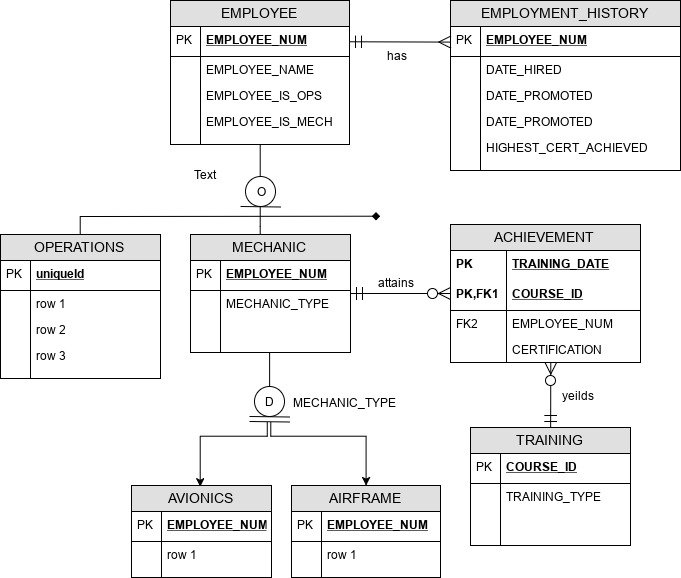 EMPLOYEE
PK EMPLOYEE_NUM
EMPLOYEE_NAME
EMPLOYEE_IS_OPS
EMPLOYEE_IS_MECH
has
EMPLOYMENT_HISTORY
PK EMPLOYEE_NUM
DATE_HIRED
DATE_PROMOTED
DATE_PROMOTED
HIGHEST_CERT_ACHIEVED
Text
O
OPERATIONS
PK uniqueId
row 1
row 2
row 3
MECHANIC
PK EMPLOYEE_NUM
MECHANIC_TYPE
attains
ACHIEVEMENT
PK TRAINING_DATE
PK,FK1 COURSE_ID
FK2 EMPLOYEE_NUM
CERTIFICATION
D
MECHANIC_TYPE
yeilds
TRAINING
PK COURSE_ID
TRAINING_TYPE
AVIONICS
PK EMPLOYEE_NUM
row 1
AIRFRAME
PK EMPLOYEE_NUM
row 1